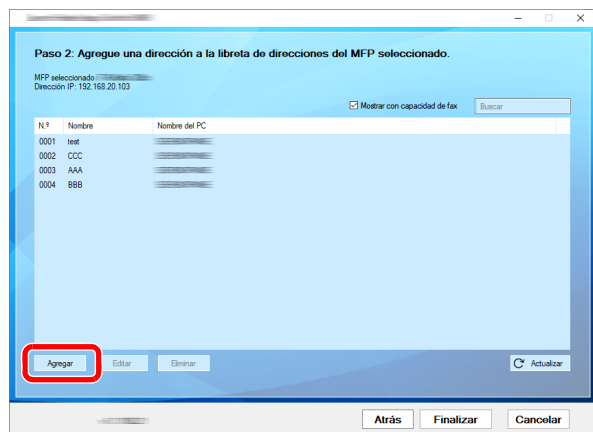 Paso 2: Agregue una dirección a la libreta de direcciones del MFP seleccionado.
MFP seleccionado
Dirección IP: 192.168.20.103
Mostrar con capacidad de fax Buscar
N.º Nombre Nombre del PC
0001 test
0002 CCC
0003 AAA
0004 BBB
Agregar Editar Eliminar Actualizar
Atrás Finalizar Cancelar